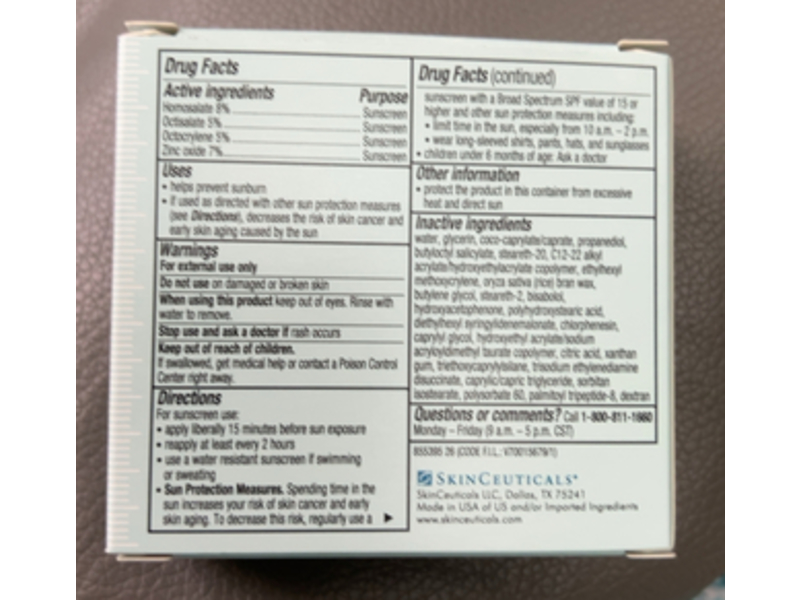 Drug Facts
Active ingredients Purpose
Homosalate 8% Sunscreen
Octisalate 5% Sunscreen
Octocrylene 5% Sunscreen
Zinc oxide 7% Sunscreen
Uses
• helps prevent sunburn
• if used as directed with other sun protection measures
(see Directions), decreases the risk of skin cancer and
early skin aging caused by the sun
Warnings
For external use only
Do not use on damaged or broken skin
When using this product keep out of eyes. Rinse with
water to remove.
Stop use and ask a doctor if rash occurs
Keep out of reach of children.
If swallowed, get medical help or contact a Poison Control
Center right away.
Directions
For sunscreen use:
• apply liberally 15 minutes before sun exposure
• reapply at least every 2 hours
• use a water resistant sunscreen if swimming
or sweating
• Sun Protection Measures. Spending time in the
sun increases your risk of skin cancer and early
skin aging. To decrease this risk, regularly use a
Drug Facts (continued)
sunscreen with a Broad Spectrum SPF value of 15 or
higher and other sun protection measures including:
• limit time in the sun, especially from 10 a.m. – 2 p.m.
• wear long-sleeved shirts, pants, hats, and sunglasses
• children under 6 months of age: Ask a doctor
Other information
• protect the product in this container from excessive
heat and direct sun
Inactive ingredients
water, glycerin, coco-caprylate/caprate, propanediol,
butyloctyl salicylate, steareth-20, C12-22 alkyl
acrylate/hydroxyethylacrylate copolymer, ethylhexyl
methoxycrylene, oryza sativa (rice) bran wax,
butylene glycol, steareth-2, bisabolol,
hydroxyacetophenone, polyhydroxystearic acid,
diethylhexyl syringylidenemalonate, chlorphenesin,
caprylyl glycol, hydroxyethyl acrylate/sodium
acryloyldimethyl taurate copolymer, citric acid, xanthan
gum, triethoxycaprylylsilane, trisodium ethylenediamine
disuccinate, caprylic/capric triglyceride, sorbitan
isostearate, polysorbate 60, palmitoyl tripeptide-8, dextran
Questions or comments? Call 1-800-811-1660
Monday – Friday (9 a.m. – 5 p.m. CST)
855395 26 (CODE F.I.L.:
SKINCEUTICALS
SkinCeuticals LLC, Dallas, TX 75241
Made in USA of US and/or Imported Ingredients
www.skinceuticals.com